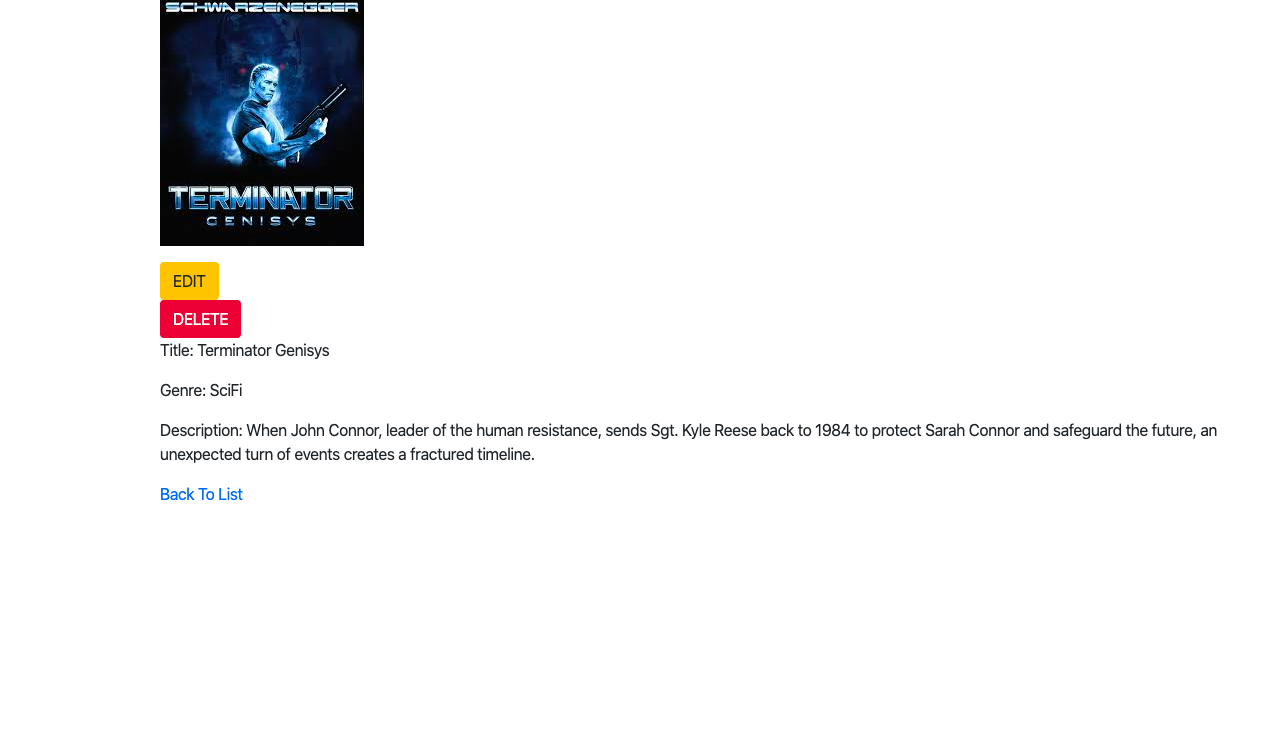 SCHWARZENEGGER
TERMINATOR
GENISYS
EDIT
DELETE
Title: Terminator Genisys
Genre: SciFi
Description: When John Connor, leader of the human resistance, sends Sgt. Kyle Reese back to 1984 to protect Sarah Connor and safeguard the future, an
unexpected turn of events creates a fractured timeline.
Back To List